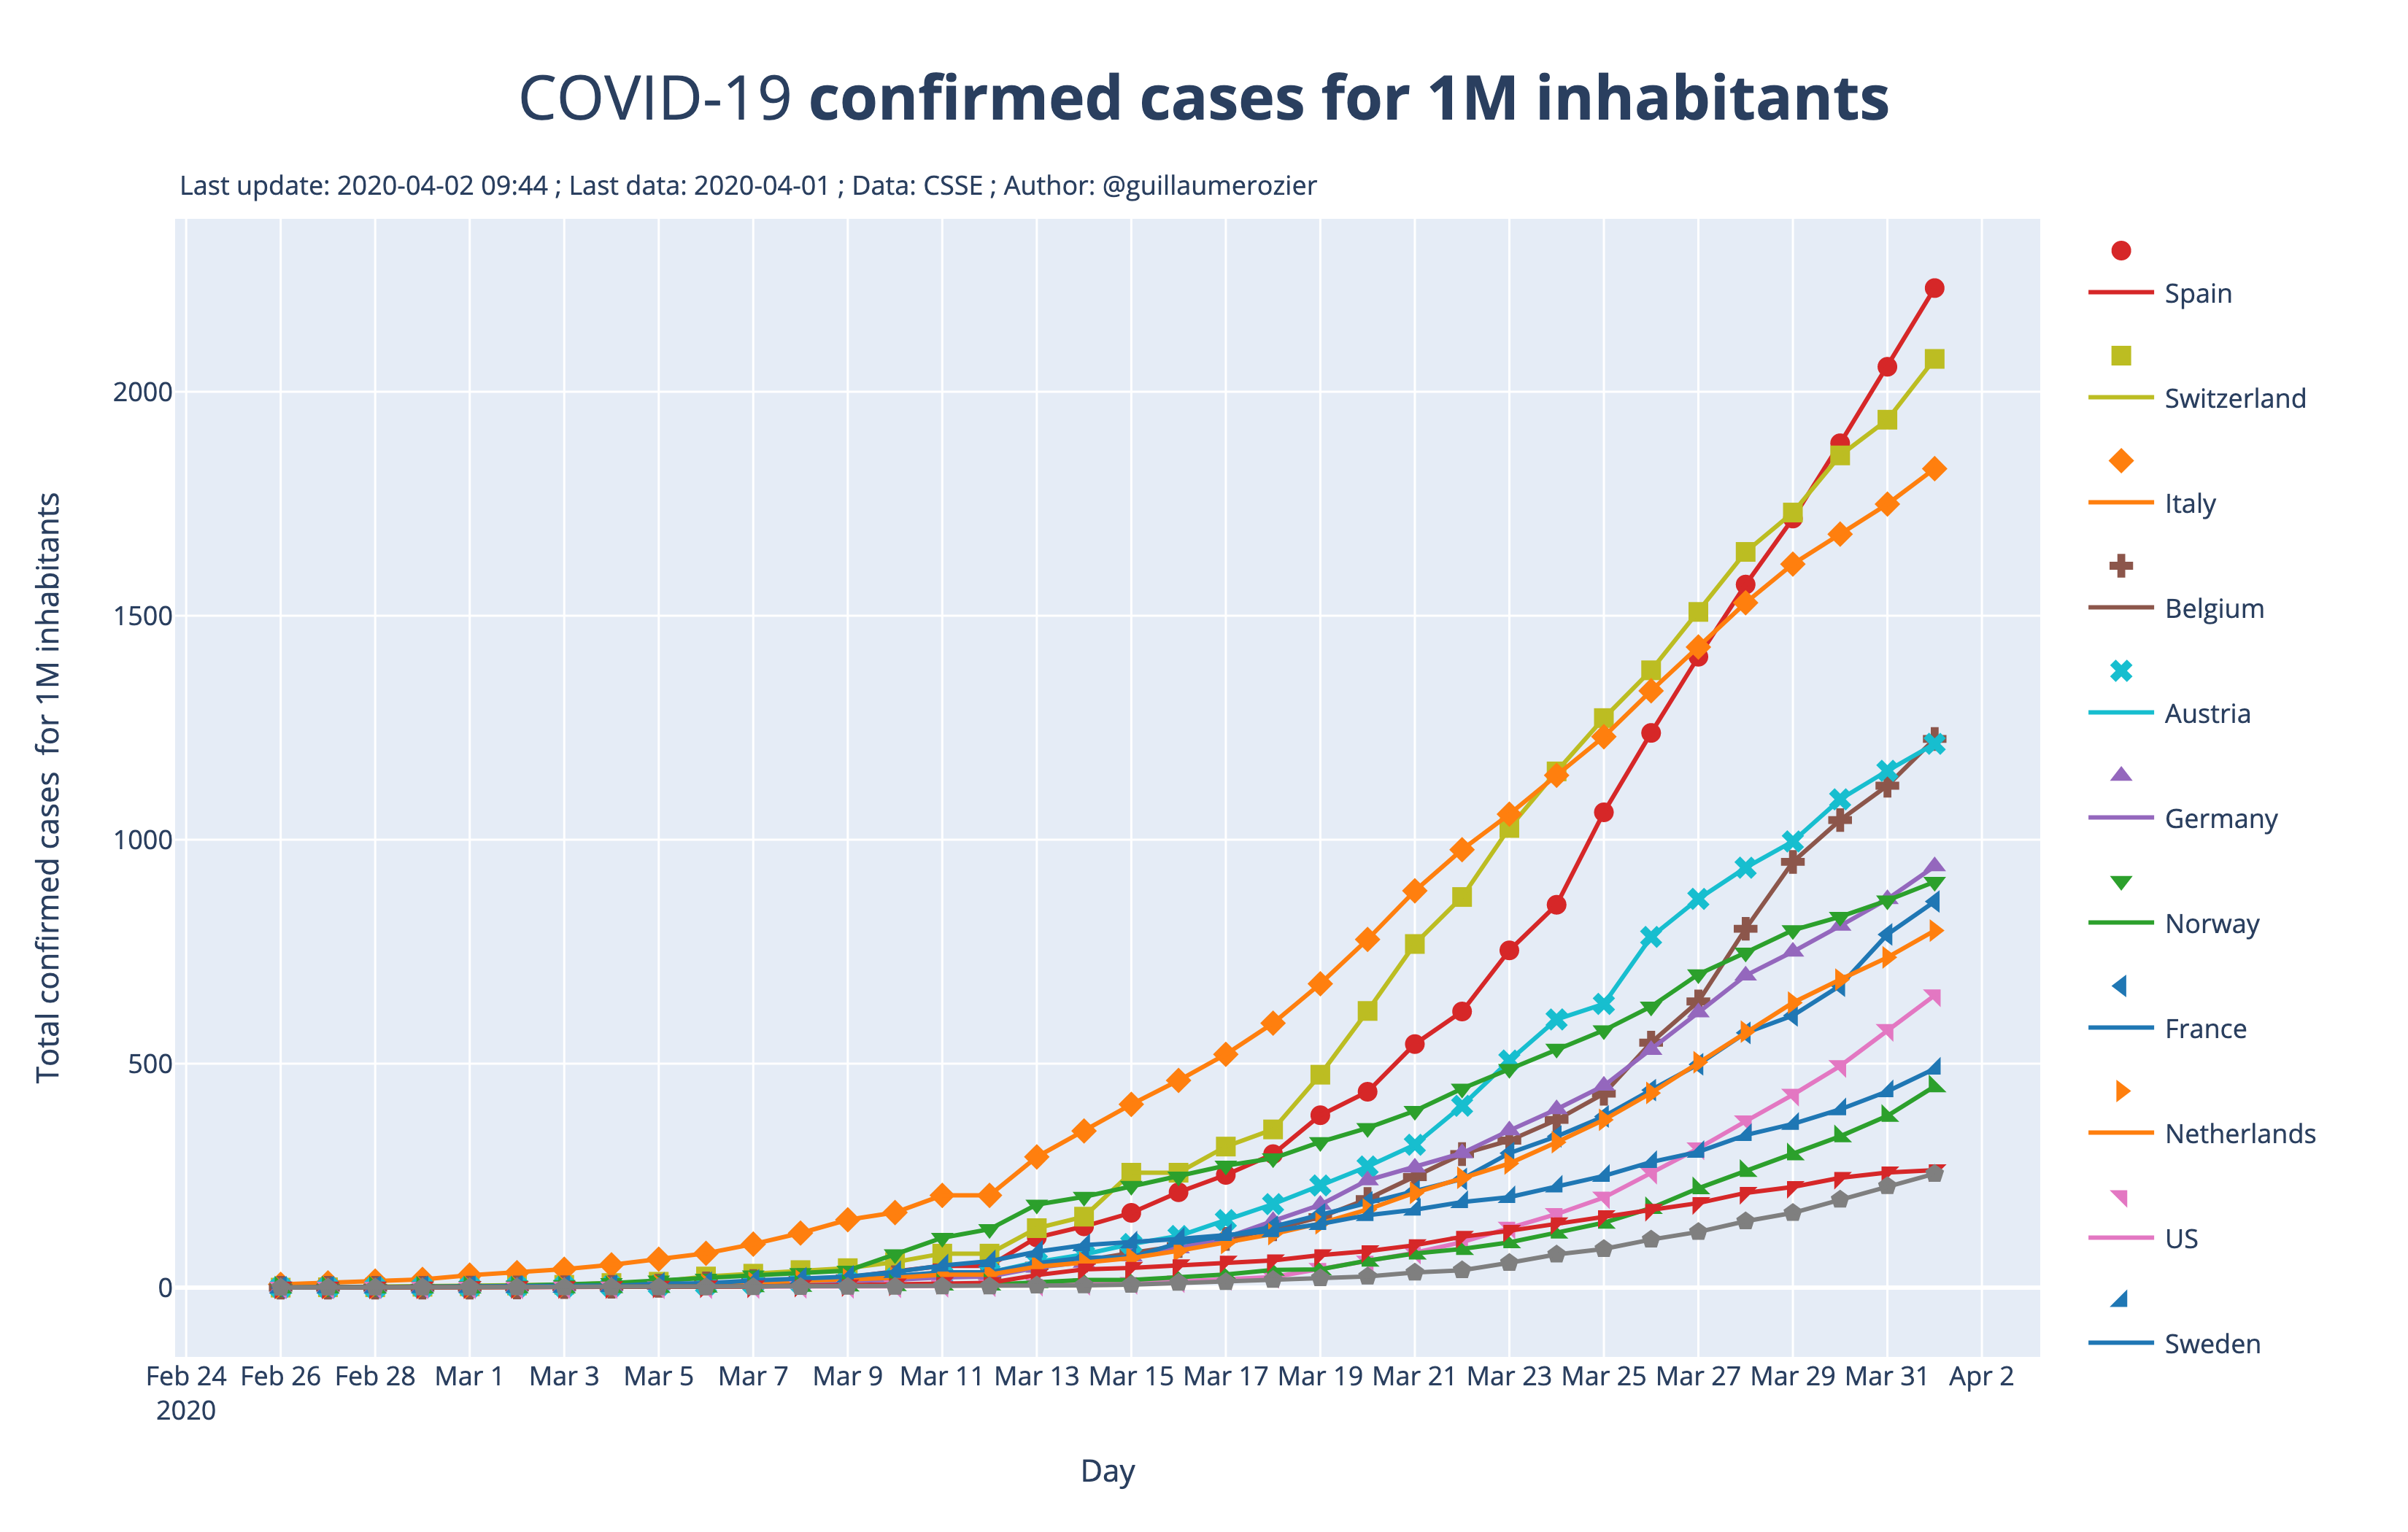 COVID-19 confirmed cases for 1M inhabitants
Last update: 2020-04-02 09:44 ; Last data: 2020-04-01 ; Data: CSSE ; Author: @guillaumerozier
Total confirmed cases for 1M inhabitants
2000
1500
1000
500
0
Feb 24 Feb 26 Feb 28 Mar 1 Mar 3 Mar 5 Mar 7 Mar 9 Mar 11 Mar 13 Mar 15 Mar 17 Mar 19 Mar 21 Mar 23 Mar 25 Mar 27 Mar 29 Mar 31 Apr 2
2020
Day
Spain
Switzerland
Italy
Belgium
Austria
Germany
Norway
France
Netherlands
US
Sweden